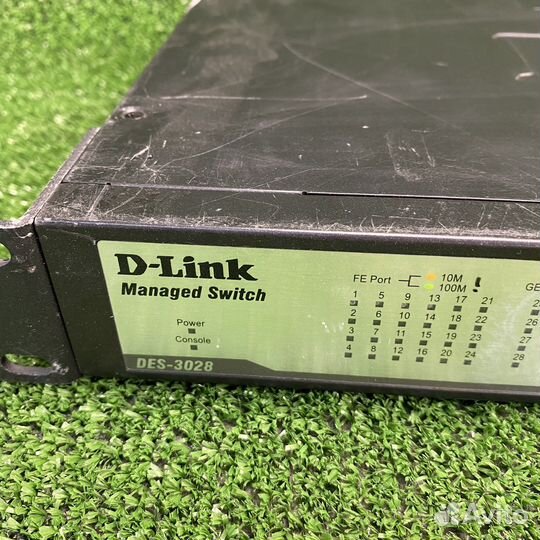 D-Link
Managed Switch
Power
Console
DES-3028
FE Port 10M
100M
GE
1 5 9 13 17 21
2 6 10 14 18 22
3 7 11 15 19 23
4 8 12 16 20 24
26
28
Avito